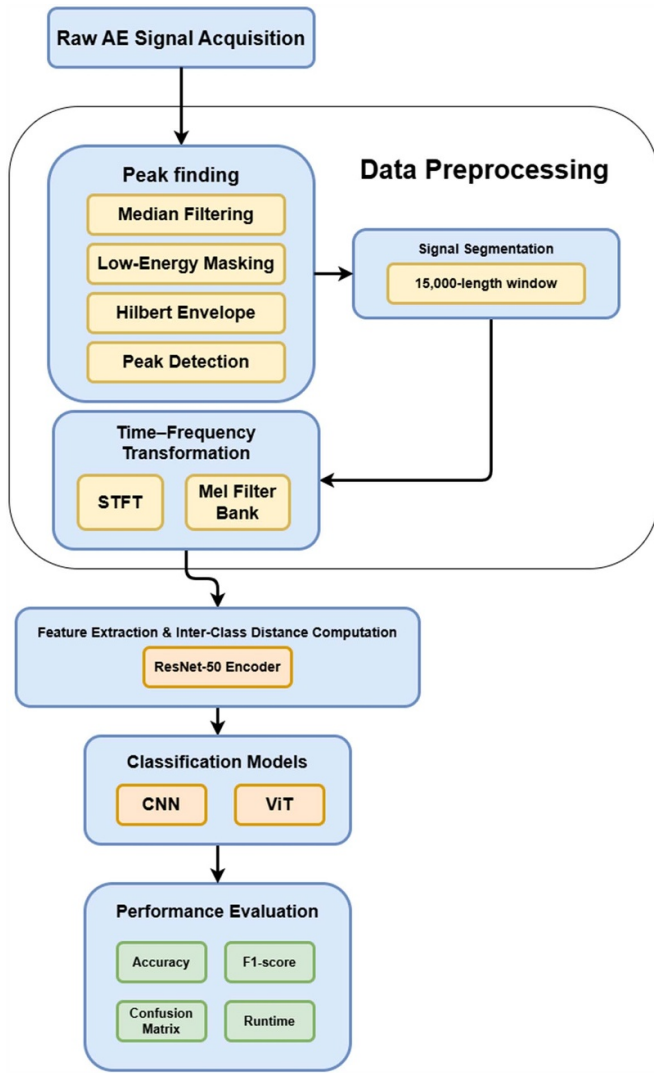 Raw AE Signal Acquisition
Data Preprocessing
Peak finding
Median Filtering
Low-Energy Masking
Hilbert Envelope
Peak Detection
Signal Segmentation
15,000-length window
Time–Frequency
Transformation
STFT
Mel Filter
Bank
Feature Extraction & Inter-Class Distance Computation
ResNet-50 Encoder
Classification Models
CNN
ViT
Performance Evaluation
Accuracy
F1-score
Confusion
Matrix
Runtime